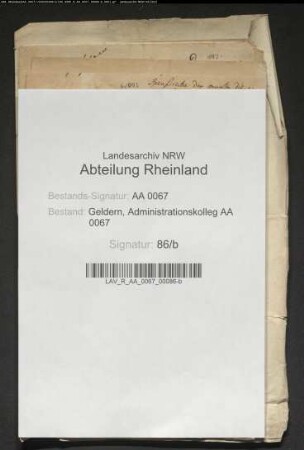 Landesarchiv NRW
Abteilung Rheinland
Bestands-Signatur: AA 0067
Bestand: Geldern, Administrationskolleg AA
0067
Signatur: 86/b
LAV_R_AA_0067_00086-b